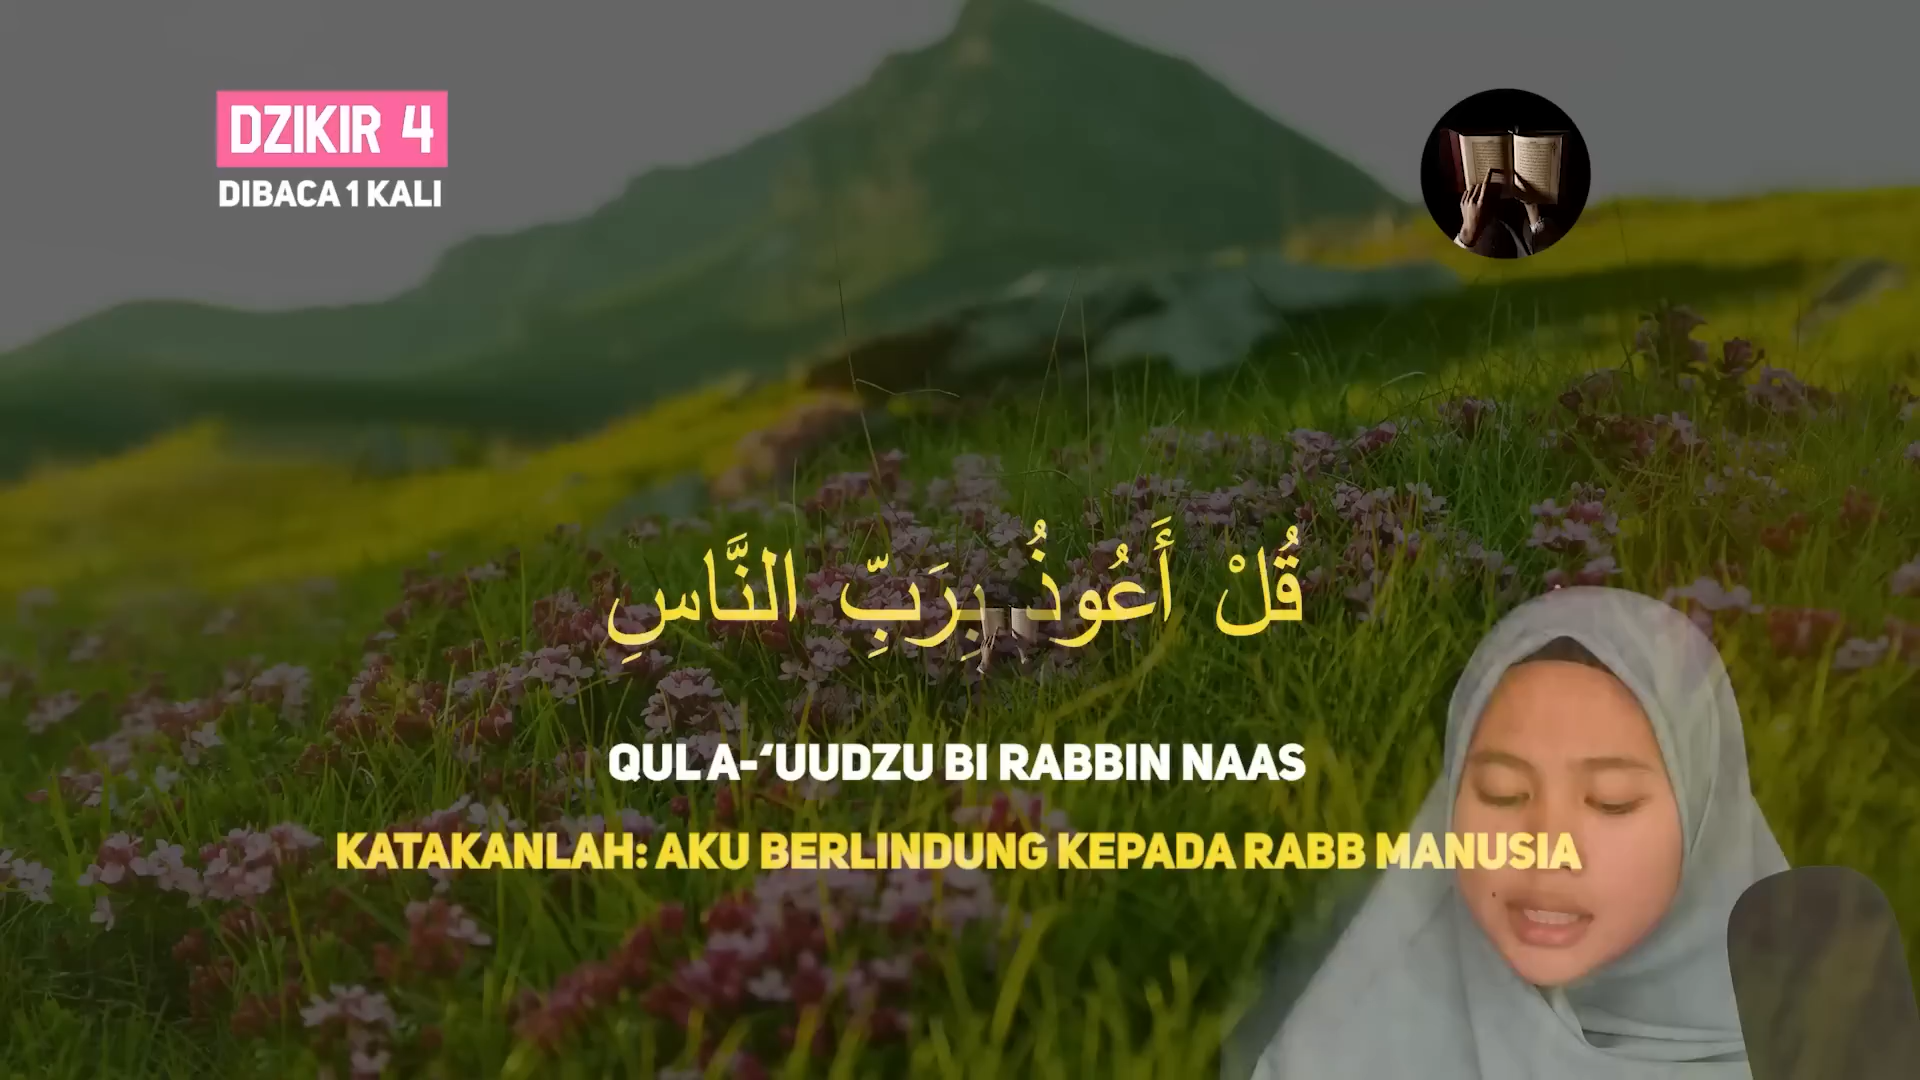 DZIKIR 4
DIBACA 1 KALI
قُلْ أَعُوذُ بِرَبِّ النَّاسِ
QUL A-‘UUDZU BI RABBIN NAAS
KATAKANLAH: AKU BERLINDUNG KEPADA RABB MANUSIA